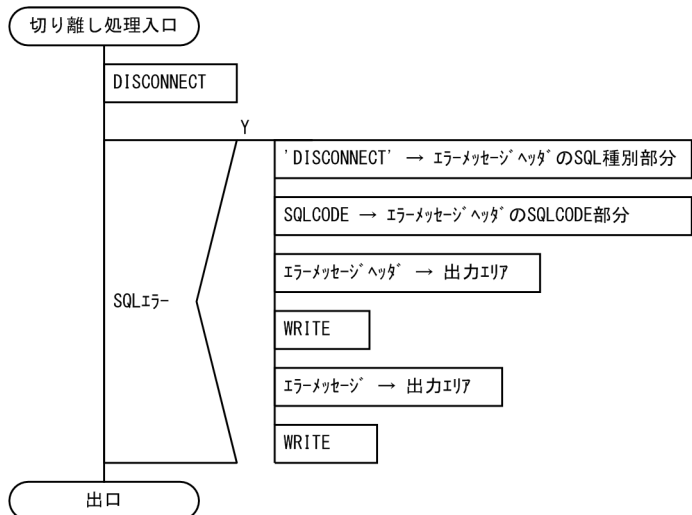 切り離し処理入口
DISCONNECT
Y
'DISCONNECT' → ｴﾗｰﾒｯｾｰｼﾞﾍｯﾀﾞのSQL種別部分
SQLCODE → ｴﾗｰﾒｯｾｰｼﾞﾍｯﾀﾞのSQLCODE部分
ｴﾗｰﾒｯｾｰｼﾞﾍｯﾀﾞ → 出力ｴﾘｱ
SQLｴﾗｰ
WRITE
ｴﾗｰﾒｯｾｰｼﾞ → 出力ｴﾘｱ
WRITE
出口